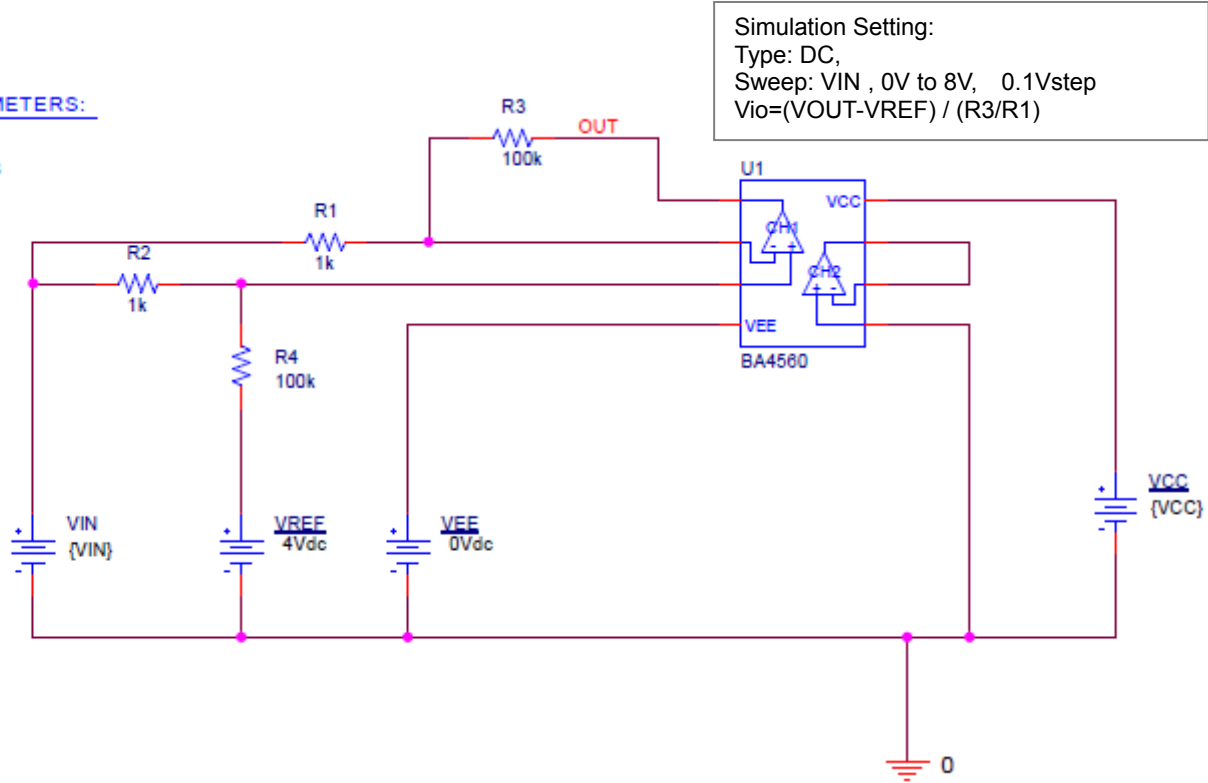 Simulation Setting:
Type: DC,
Sweep: VIN , 0V to 8V, 0.1Vstep
Vio=(VOUT-VREF) / (R3/R1)
METERS:
R3
100k
OUT
U1
VCC
CH1
- +
CH2
+ -
VEE
BA4560
R1
1k
R2
1k
R4
100k
+
-
VIN
{VIN}
+
-
VREF
4Vdc
+
-
VEE
0Vdc
+
-
VCC
{VCC}
0